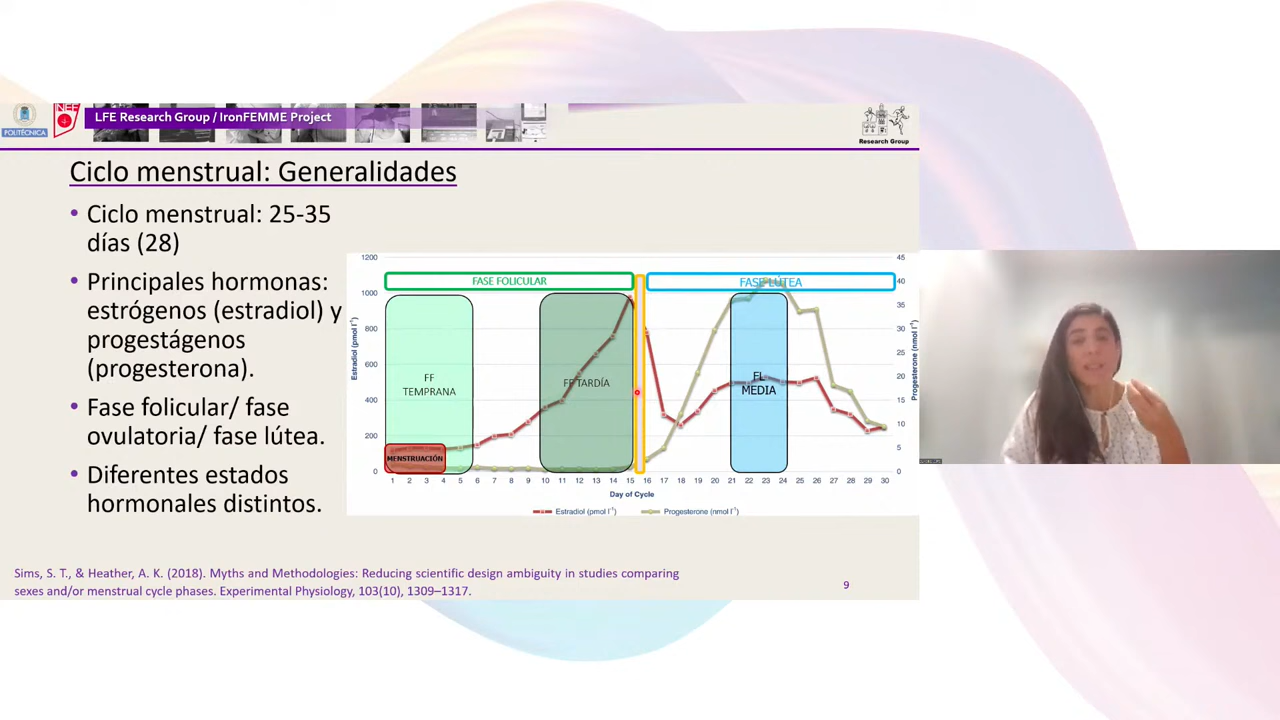 POLITÉCNICA
INEF
LFE Research Group / IronFEMME Project
Research Group
Ciclo menstrual: Generalidades
• Ciclo menstrual: 25-35
días (28)
• Principales hormonas:
estrógenos (estradiol) y
progestágenos
(progesterona).
• Fase folicular/ fase
ovulatoria/ fase lútea.
• Diferentes estados
hormonales distintos.
1200
1000
800
600
400
200
0
Estradiol (pmol l⁻¹)
FASE FOLICULAR
FASE LÚTEA
FF
TEMPRANA
FF TARDÍA
FL
MEDIA
MENSTRUACIÓN
45
40
35
30
25
20
15
10
5
0
Progesterone (nmol l⁻¹)
1 2 3 4 5 6 7 8 9 10 11 12 13 14 15 16 17 18 19 20 21 22 23 24 25 26 27 28 29 30
Day of Cycle
Estradiol (pmol l⁻¹) Progesterone (nmol l⁻¹)
Sims, S. T., & Heather, A. K. (2018). Myths and Methodologies: Reducing scientific design ambiguity in studies comparing
sexes and/or menstrual cycle phases. Experimental Physiology, 103(10), 1309–1317.
9